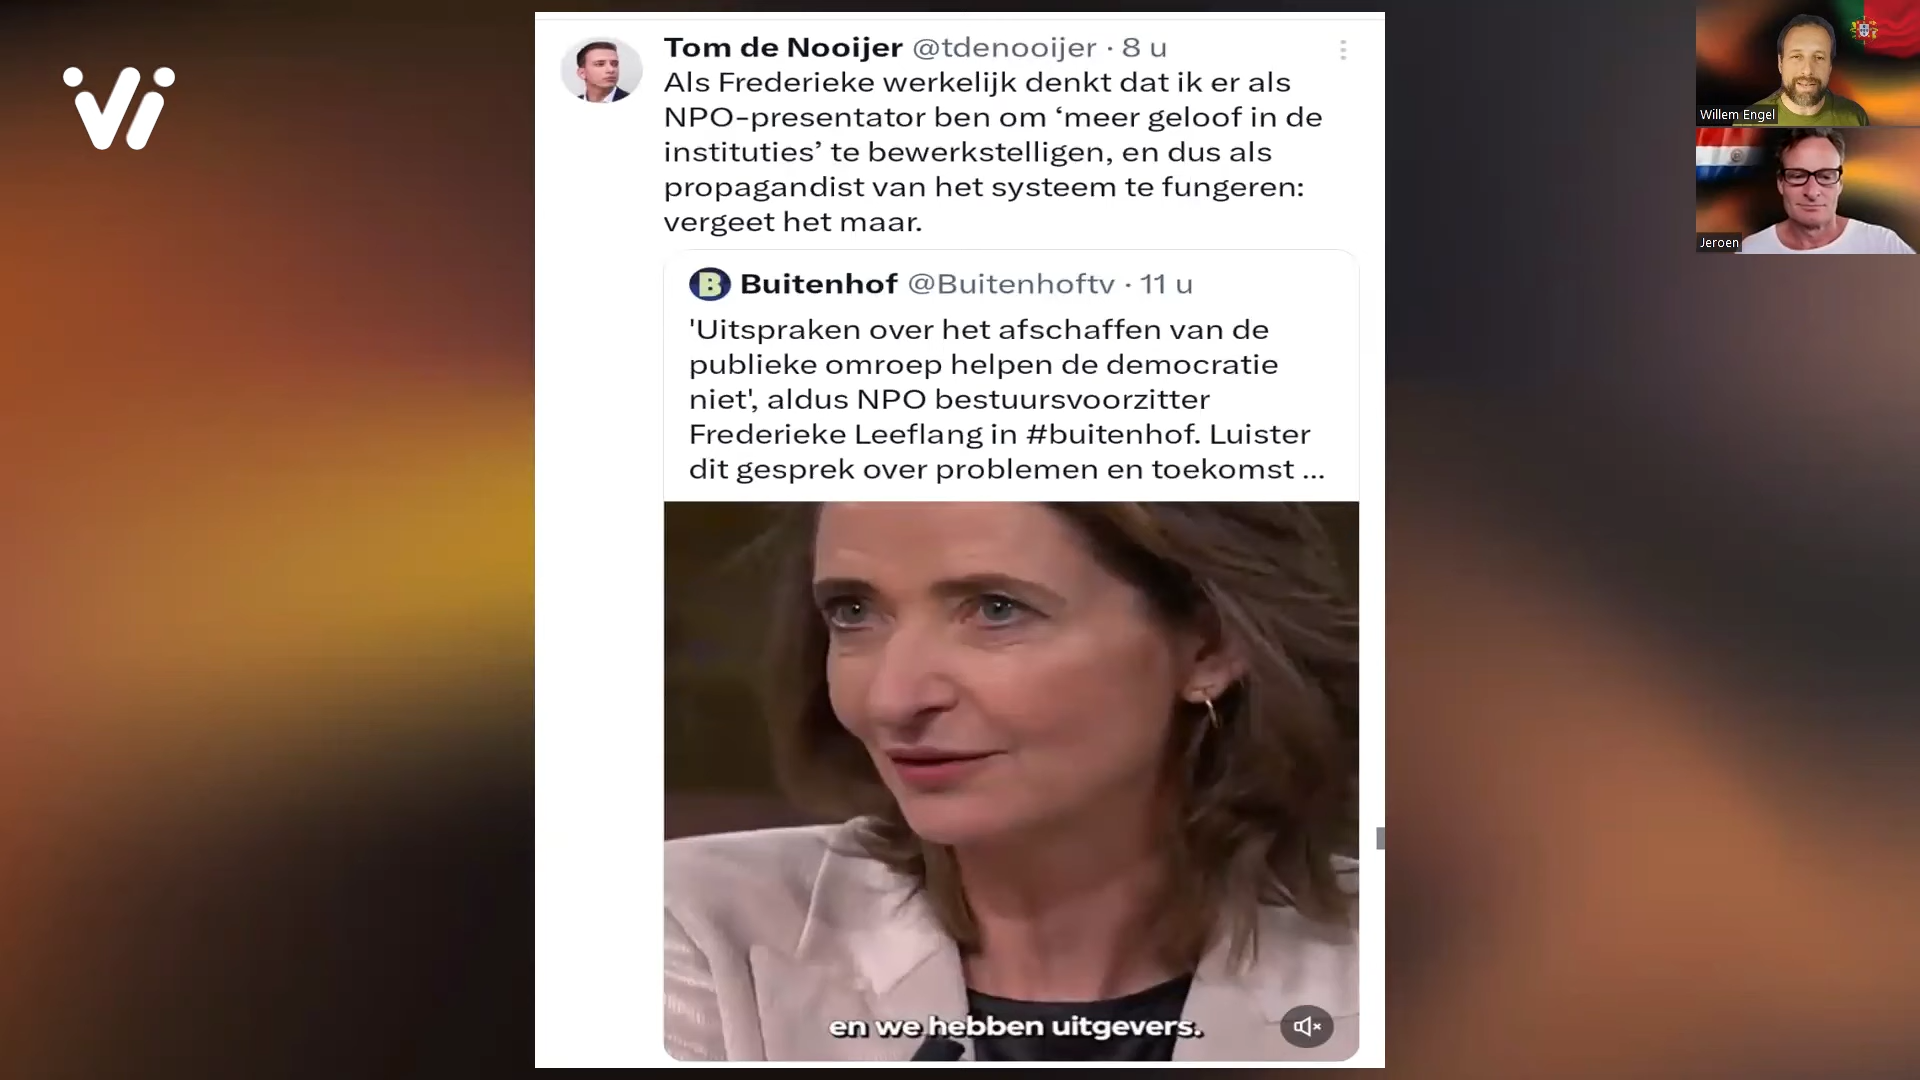 Vi
Tom de Nooijer @tdenooijer · 8 u
Als Frederieke werkelijk denkt dat ik er als
NPO-presentator ben om ‘meer geloof in de
instituties’ te bewerkstelligen, en dus als
propagandist van het systeem te fungeren:
vergeet het maar.
B Buitenhof @Buitenhoftv · 11 u
'Uitspraken over het afschaffen van de
publieke omroep helpen de democratie
niet', aldus NPO bestuursvoorzitter
Frederieke Leeflang in #buitenhof. Luister
dit gesprek over problemen en toekomst ...
en we hebben uitgevers.
Willem Engel
Jeroen